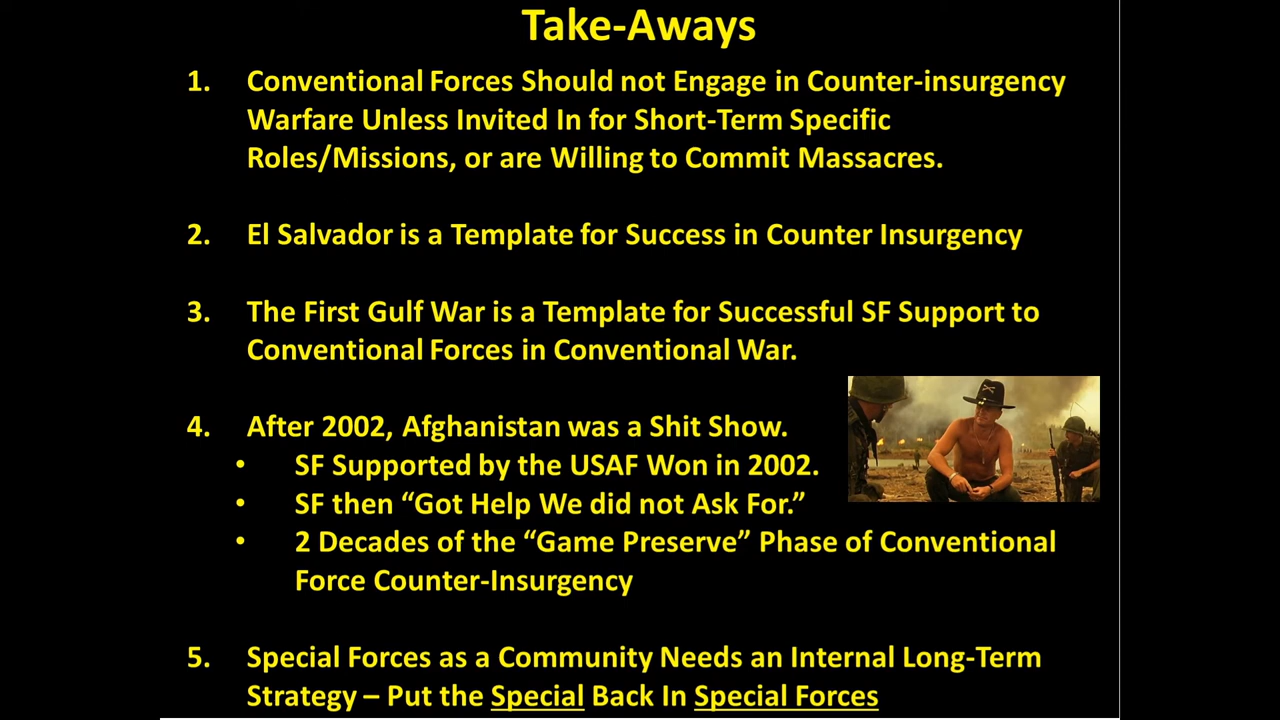 Take-Aways
1. Conventional Forces Should not Engage in Counter-insurgency
Warfare Unless Invited In for Short-Term Specific
Roles/Missions, or are Willing to Commit Massacres.
2. El Salvador is a Template for Success in Counter Insurgency
3. The First Gulf War is a Template for Successful SF Support to
Conventional Forces in Conventional War.
4. After 2002, Afghanistan was a Shit Show.
• SF Supported by the USAF Won in 2002.
• SF then “Got Help We did not Ask For.”
• 2 Decades of the “Game Preserve” Phase of Conventional
Force Counter-Insurgency
5. Special Forces as a Community Needs an Internal Long-Term
Strategy – Put the Special Back In Special Forces